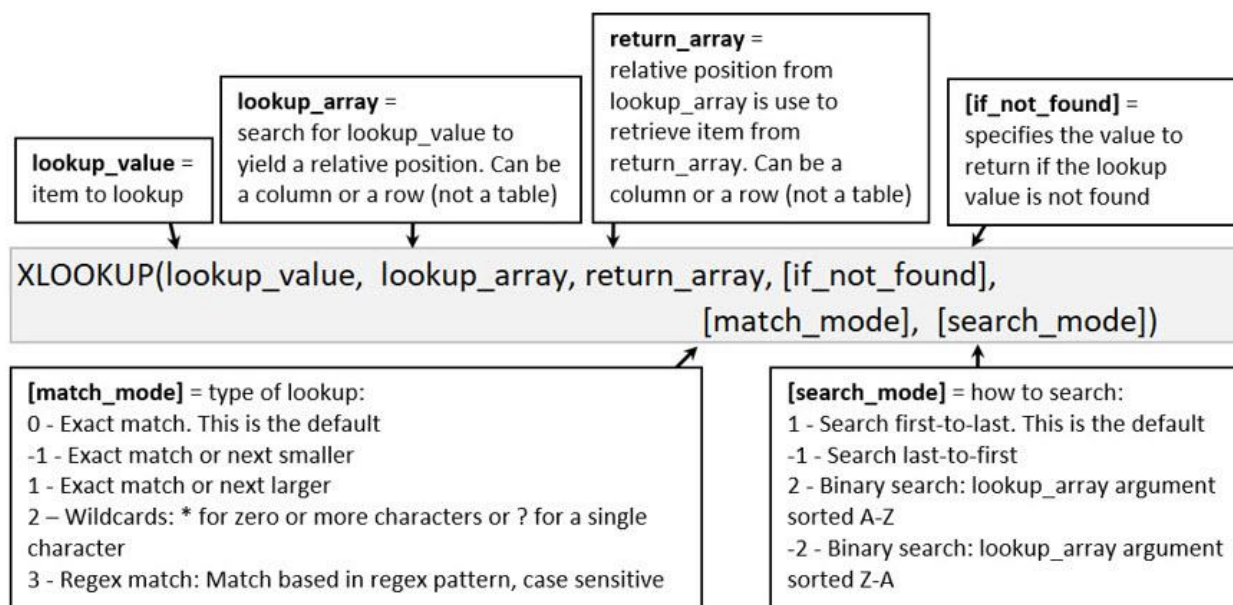 lookup_value =
item to lookup
lookup_array =
search for lookup_value to
yield a relative position. Can be
a column or a row (not a table)
return_array =
relative position from
lookup_array is use to
retrieve item from
return_array. Can be a
column or a row (not a table)
[if_not_found] =
specifies the value to
return if the lookup
value is not found
XLOOKUP(lookup_value, lookup_array, return_array, [if_not_found],
[match_mode], [search_mode])
[match_mode] = type of lookup:
0 - Exact match. This is the default
-1 - Exact match or next smaller
1 - Exact match or next larger
2 – Wildcards: * for zero or more characters or ? for a single
character
3 - Regex match: Match based in regex pattern, case sensitive
[search_mode] = how to search:
1 - Search first-to-last. This is the default
-1 - Search last-to-first
2 - Binary search: lookup_array argument
sorted A-Z
-2 - Binary search: lookup_array argument
sorted Z-A